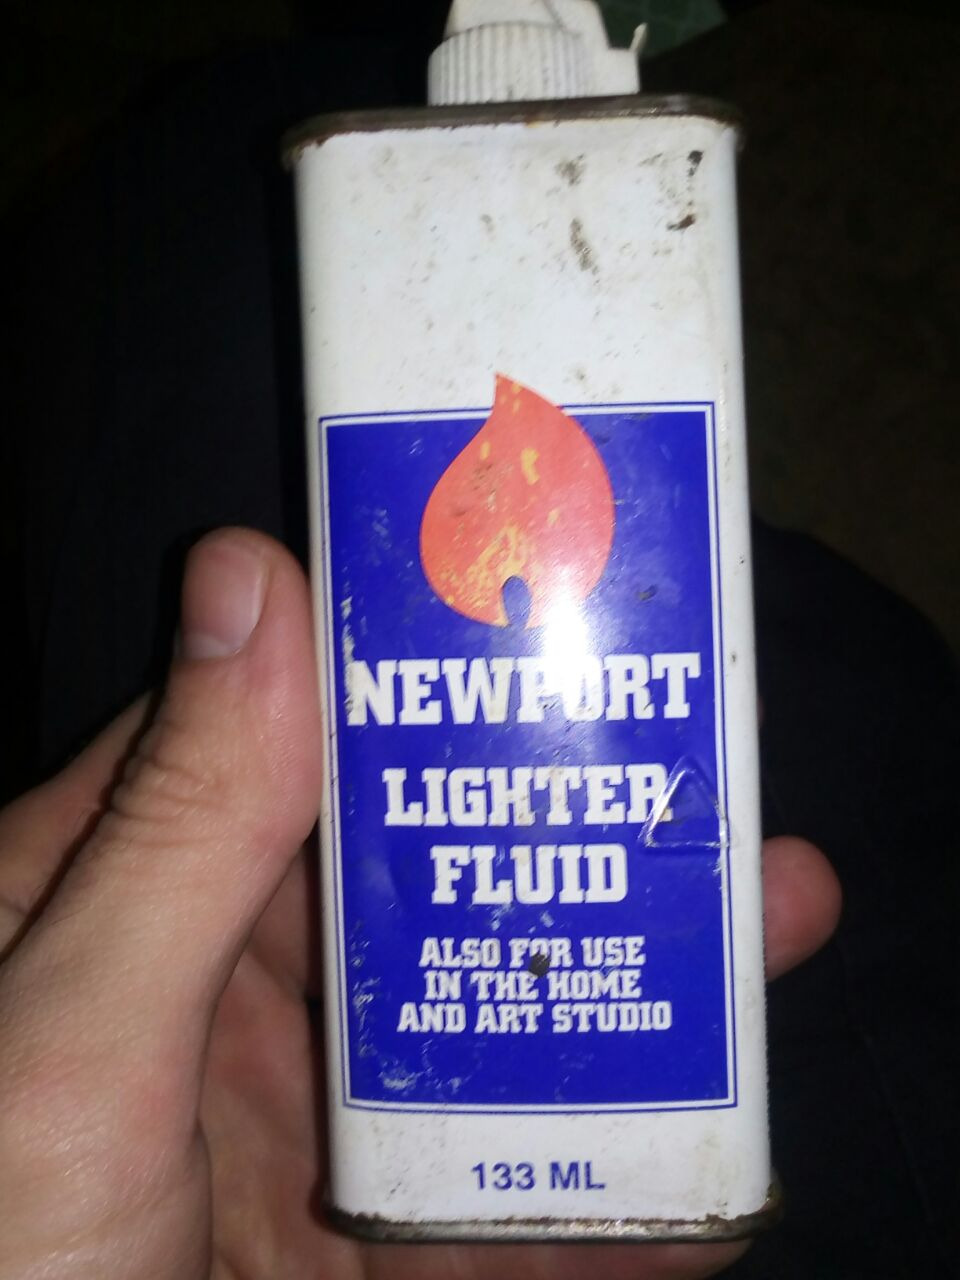 NEWPORT
LIGHTER
FLUID
ALSO FOR USE
IN THE HOME
AND ART STUDIO
133 ML